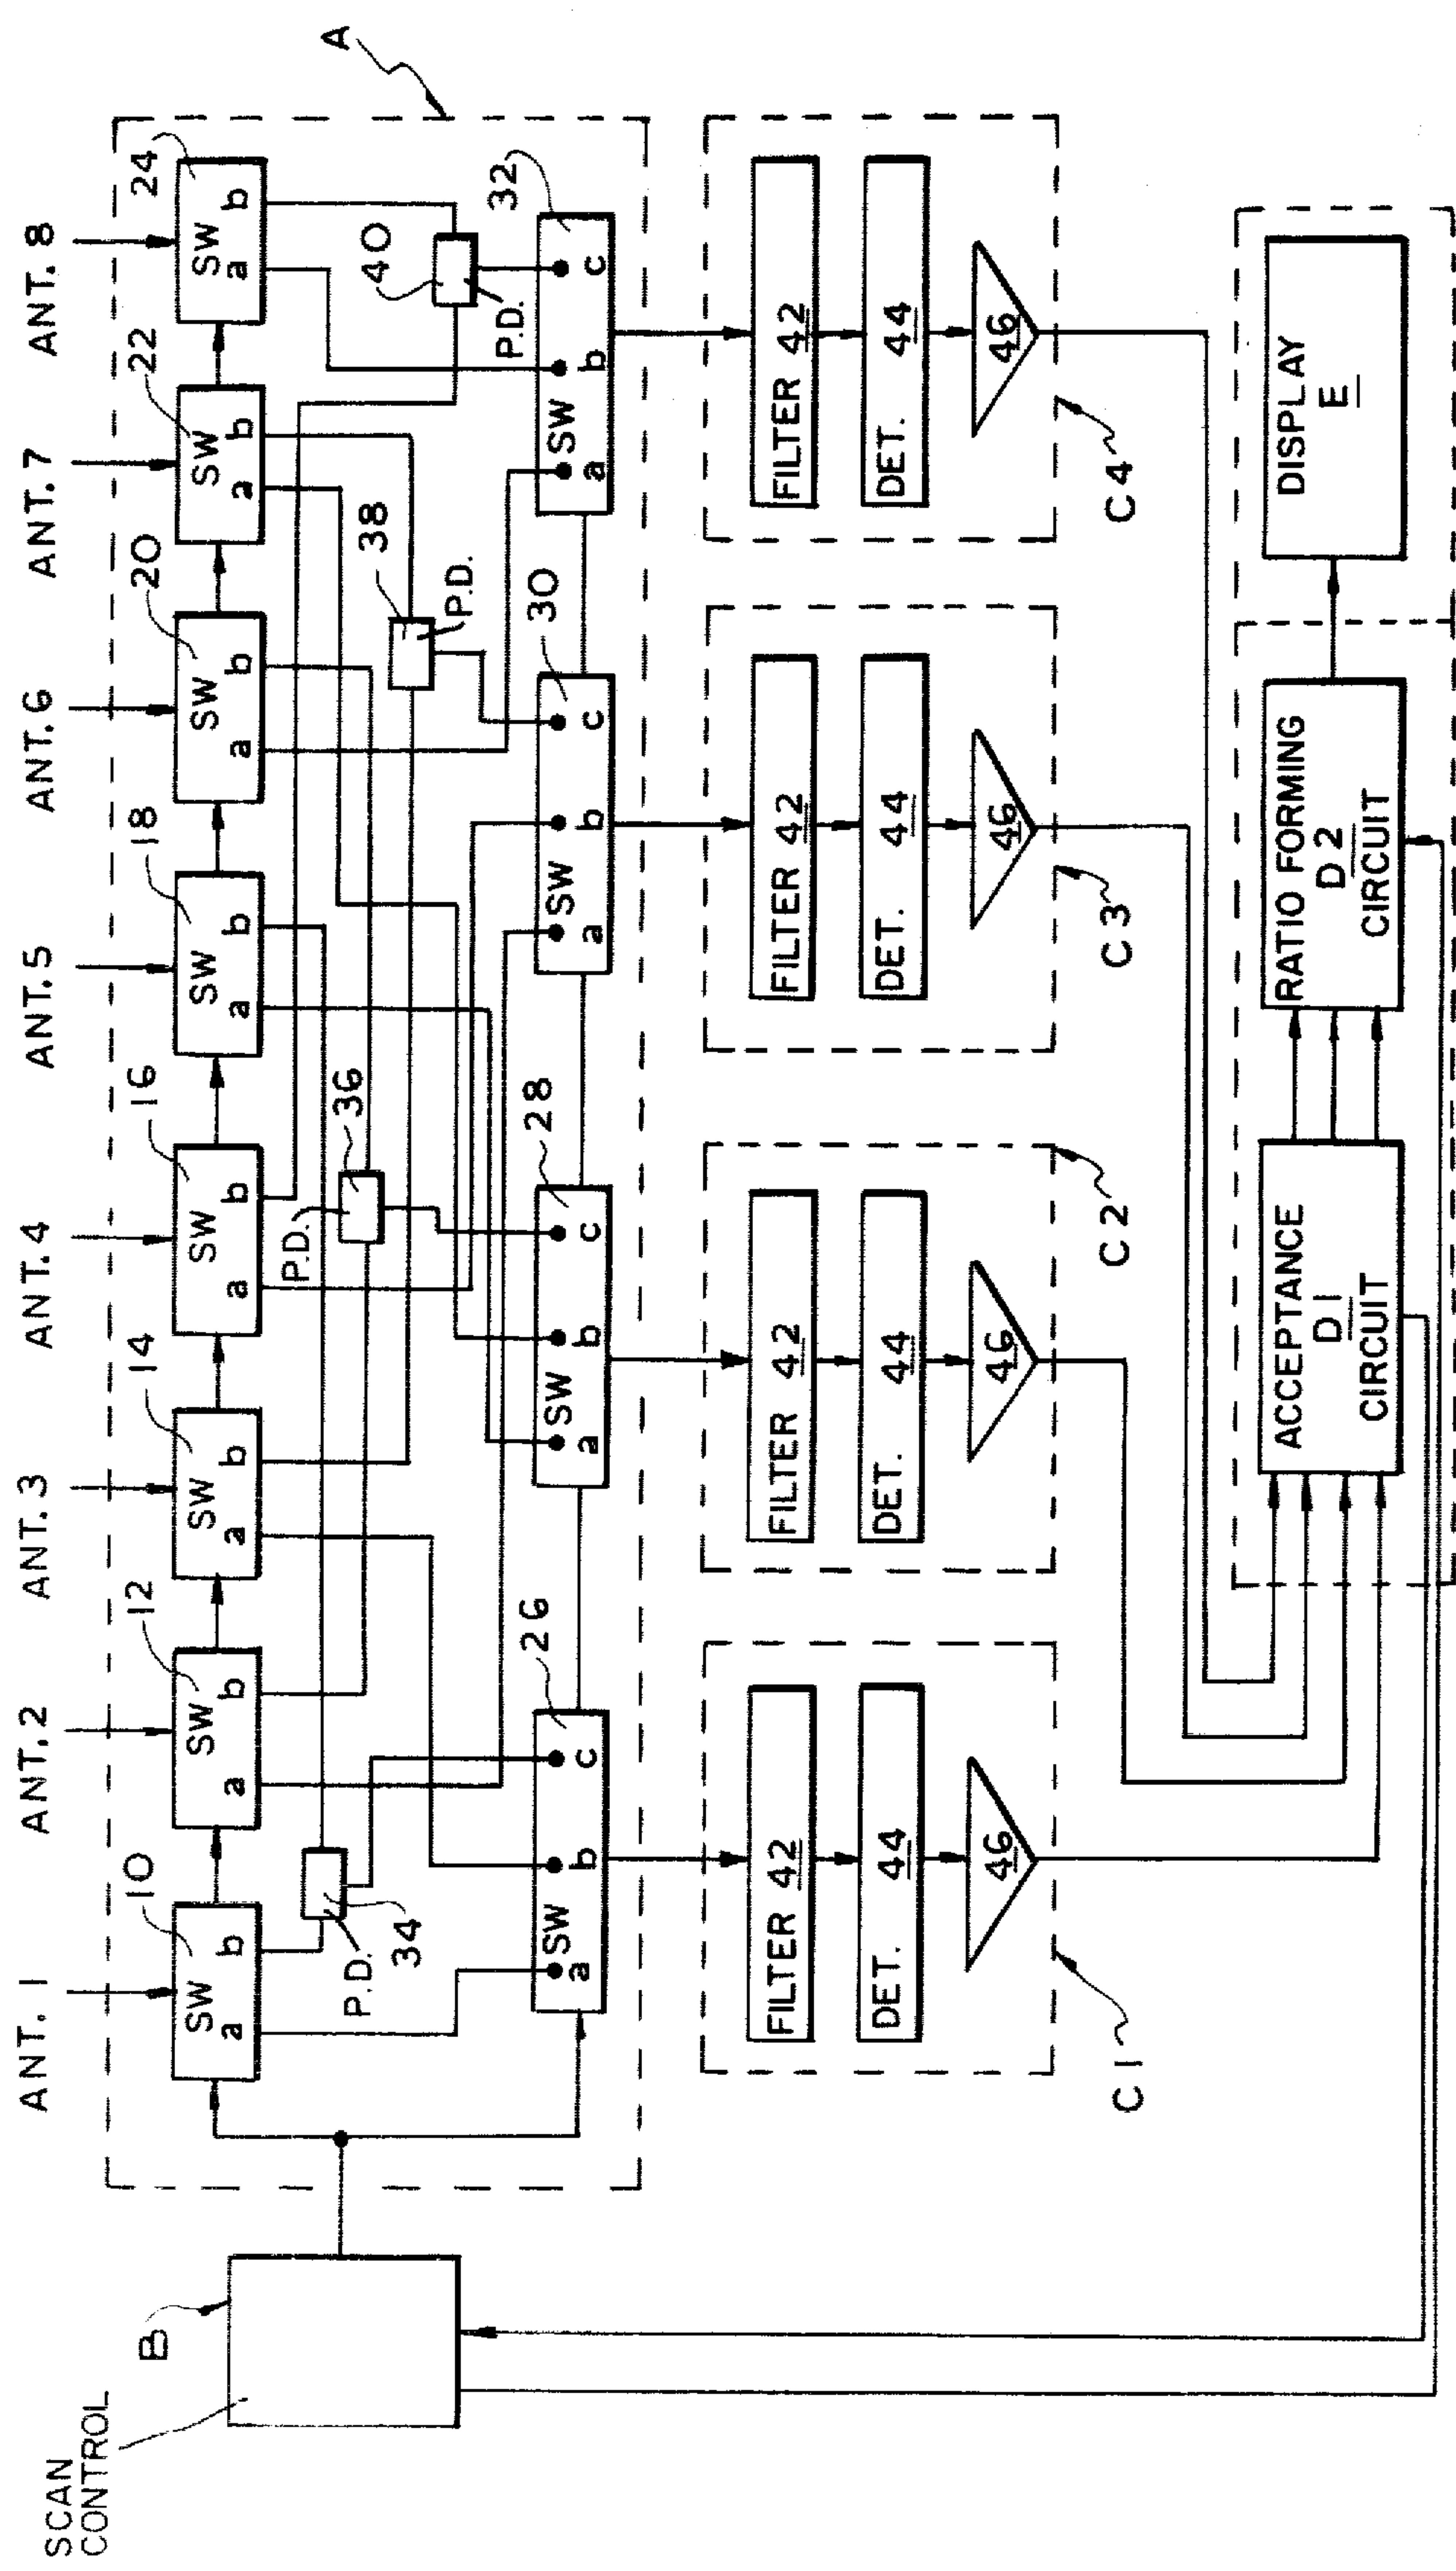 ANT. 1
ANT. 2
ANT. 3
ANT. 4
ANT. 5
ANT. 6
ANT. 7
ANT. 8
A
10
12
14
16
18
20
22
24
SW
a b
SW
a b
SW
a b
SW
a b
SW
a b
SW
a b
SW
a b
SW
a b
SCAN
CONTROL
B
P.D.
34
P.D.
36
38
P.D.
40
P.D.
26
28
30
32
SW
a b c
SW
a b c
SW
a b c
SW
a b c
FILTER 42
FILTER 42
FILTER 42
FILTER 42
DET. 44
DET. 44
DET. 44
DET. 44
46
46
46
46
C 1
C 2
C 3
C 4
ACCEPTANCE
D 1
CIRCUIT
RATIO FORMING
D 2
CIRCUIT
DISPLAY
E